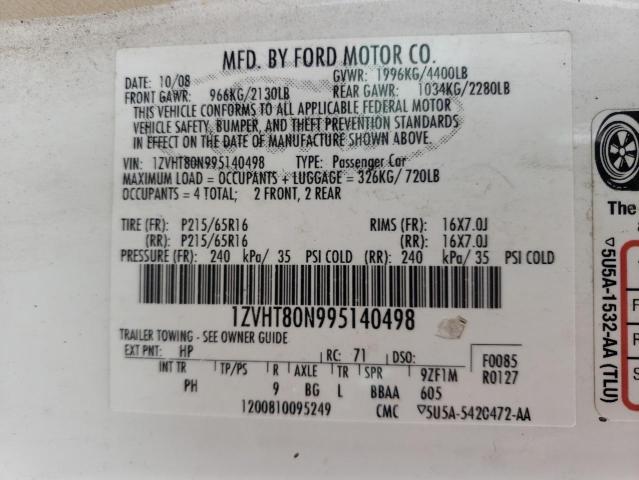 MFD. BY FORD MOTOR CO.
DATE: 10/08 GVWR: 1996KG/4400LB
FRONT GAWR: 966KG/2130LB REAR GAWR: 1034KG/2280LB
THIS VEHICLE CONFORMS TO ALL APPLICABLE FEDERAL MOTOR
VEHICLE SAFETY, BUMPER, AND THEFT PREVENTION STANDARDS
IN EFFECT ON THE DATE OF MANUFACTURE SHOWN ABOVE.
VIN: 1ZVHT80N995140498 TYPE: Passenger Car
MAXIMUM LOAD = OCCUPANTS + LUGGAGE = 326KG/ 720LB
OCCUPANTS = 4 TOTAL; 2 FRONT, 2 REAR
TIRE (FR): P215/65R16 RIMS (FR): 16X7.0J
(RR): P215/65R16 (RR): 16X7.0J
PRESSURE (FR): 240 kPa/ 35 PSI COLD (RR): 240 kPa/ 35 PSI COLD
1ZVHT80N995140498
TRAILER TOWING - SEE OWNER GUIDE
EXT PNT: HP RC: 71 DSO: F0085
INT TR TP/PS R AXLE TR SPR 9ZF1M R0127
PH 9 BG L BBAA 605
1200810095249 CMC ▽5U5A-5420472-AA
The
▽5U5A-1532-AA (TLU)
F
R
S